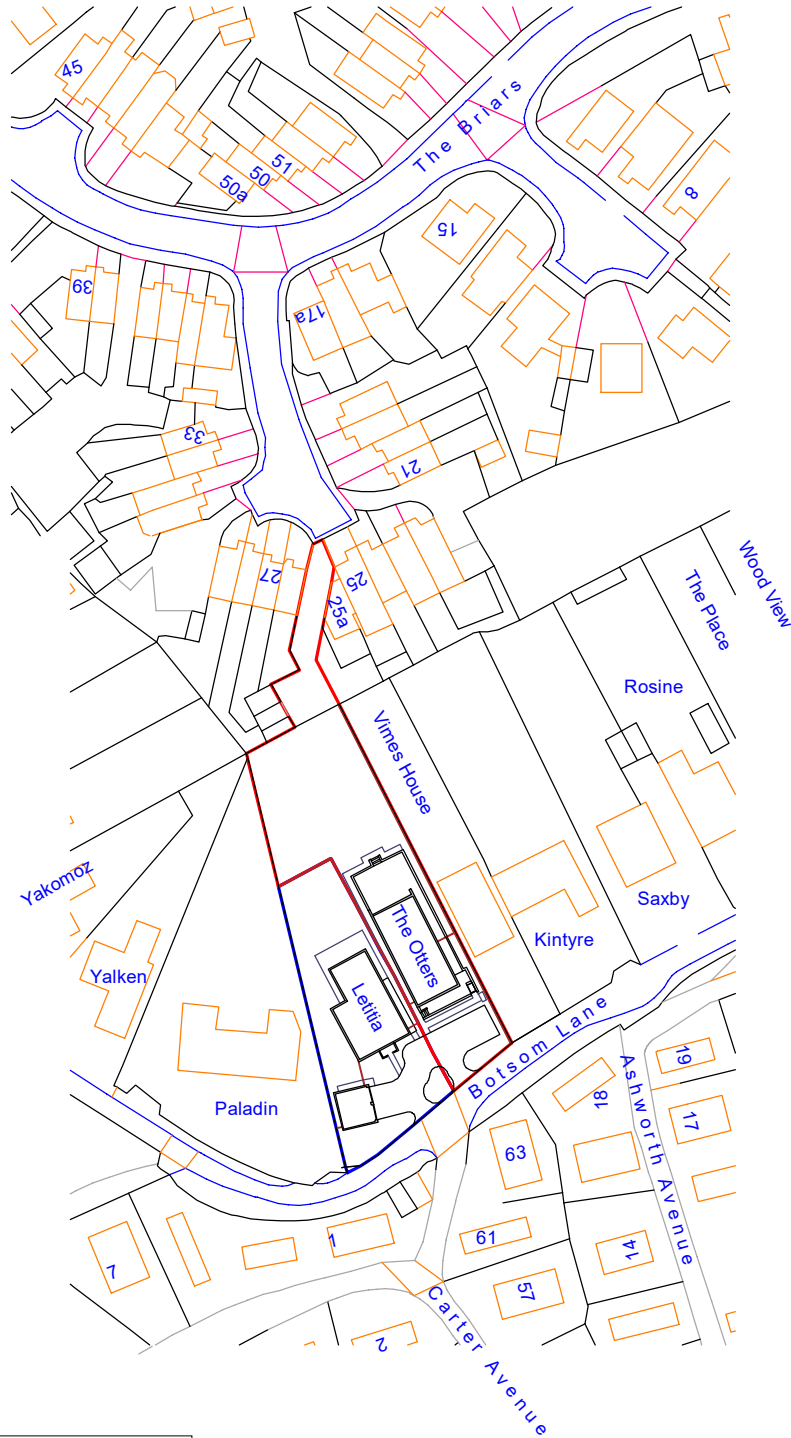 45
The Briars
51
50
50a
8
15
39
17a
33
21
27
25
25a
Wood View
The Place
Rosine
Vimes House
Yakomoz
Saxby
The Otters
Kintyre
Yalken
Letitia
Botsom Lane
Paladin
19
18
Ashworth Avenue
17
63
1
61
14
7
57
Carter Avenue
2